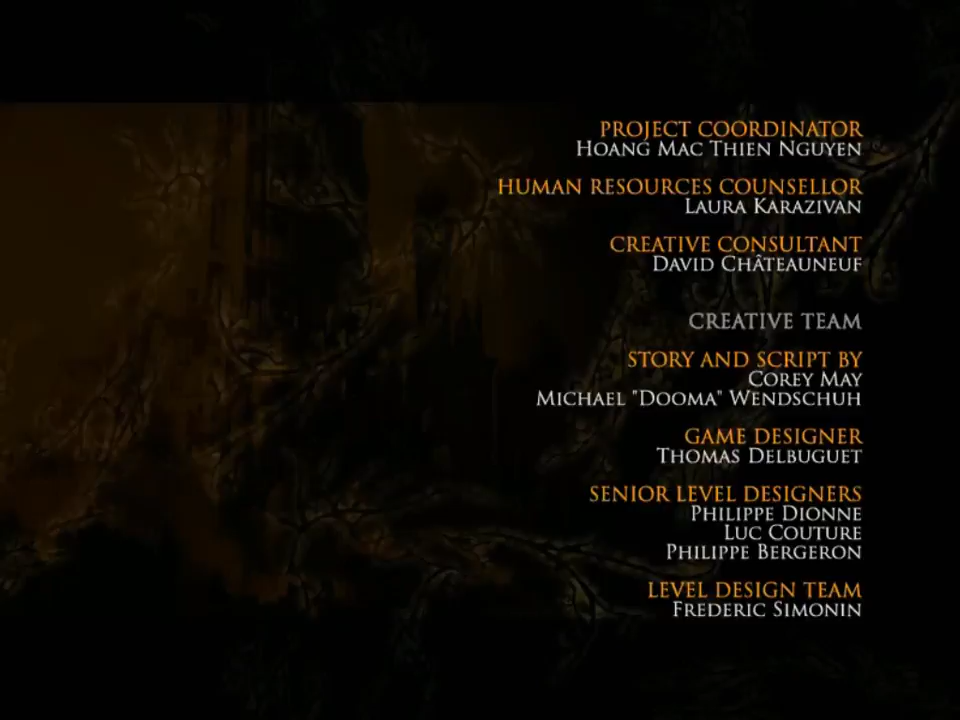 PROJECT COORDINATOR
HOANG MAC THIEN NGUYEN
HUMAN RESOURCES COUNSELLOR
LAURA KARAZIVAN
CREATIVE CONSULTANT
DAVID CHÂTEAUNEUF
CREATIVE TEAM
STORY AND SCRIPT BY
COREY MAY
MICHAEL "DOOMA" WENDSCHUH
GAME DESIGNER
THOMAS DELBUGUET
SENIOR LEVEL DESIGNERS
PHILIPPE DIONNE
LUC COUTURE
PHILIPPE BERGERON
LEVEL DESIGN TEAM
FREDERIC SIMONIN